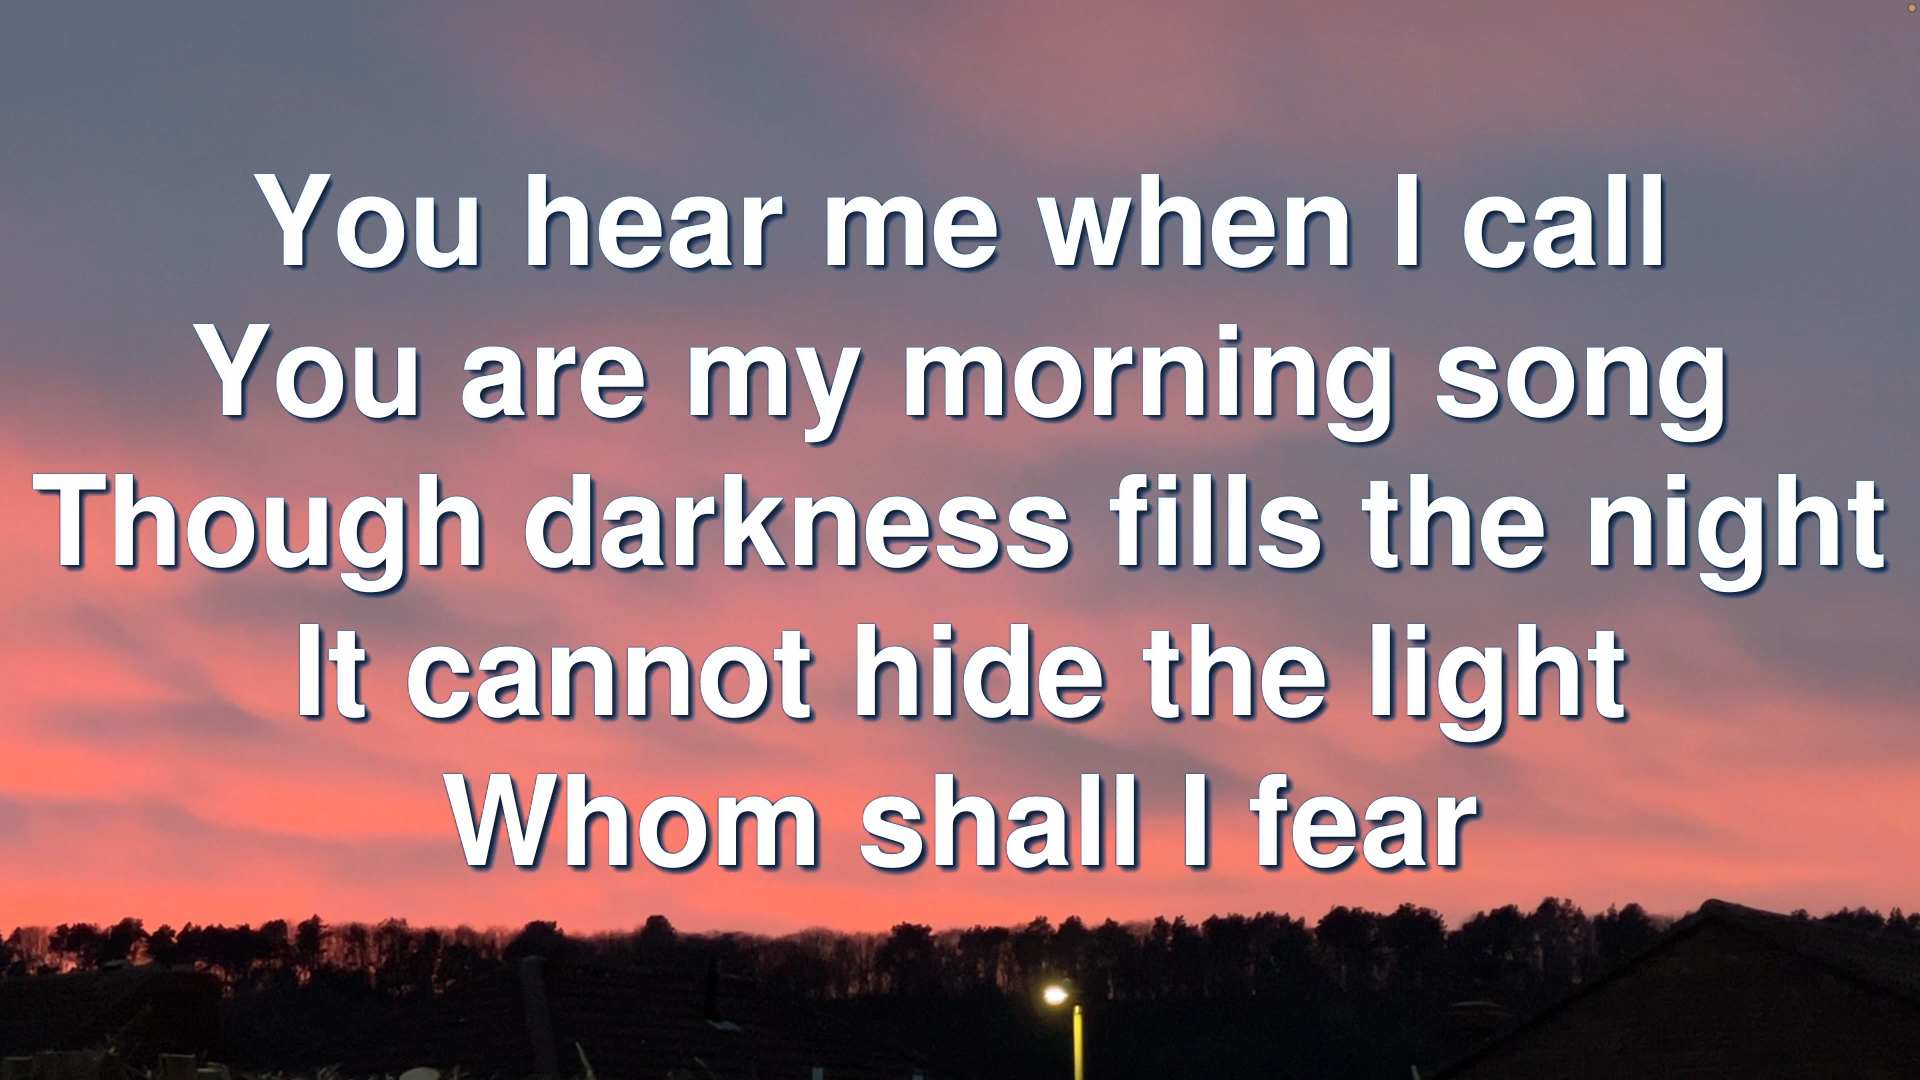 You hear me when I call
You are my morning song
Though darkness fills the night
It cannot hide the light
Whom shall I fear